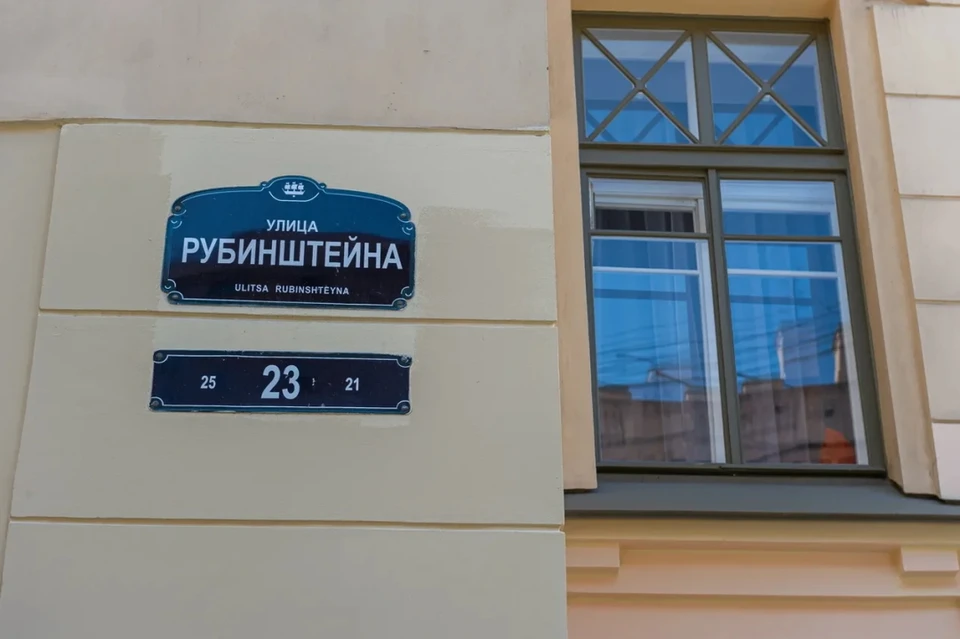 УЛИЦА
РУБИНШТЕЙНА
ULITSA RUBINSHTEYNA
25 23 21